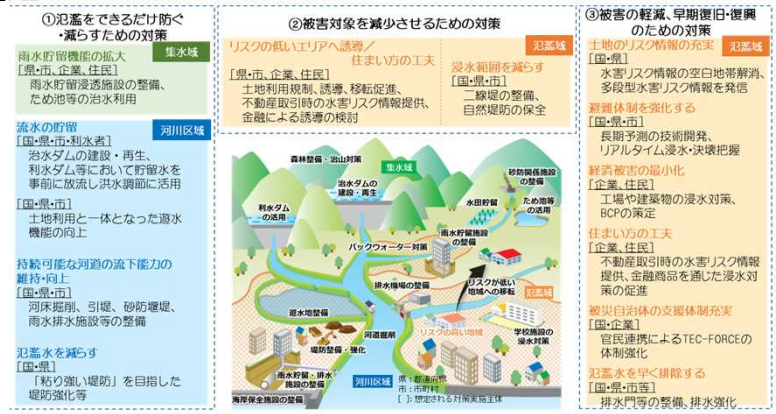 ①氾濫をできるだけ防ぐ
・減らすための対策
雨水貯留機能の拡大
集水域
[県・市、企業、住民]
雨水貯留浸透施設の整備、
ため池等の治水利用
流水の貯留
河川区域
[国・県・市・利水者]
治水ダムの建設・再生、
利水ダム等において貯留水を
事前に放流し洪水調節に活用
[国・県・市]
土地利用と一体となった遊水
機能の向上
持続可能な河道の流下能力の
維持・向上
[国・県・市]
河床掘削、引堤、砂防堰堤、
雨水排水施設等の整備
氾濫水を減らす
[国・県]
「粘り強い堤防」を目指した
堤防強化等
②被害対象を減少させるための対策
リスクの低いエリアへ誘導／
住まい方の工夫
氾濫域
[県・市、企業、住民]
土地利用規制、誘導、移転促進、
不動産取引時の水害リスク情報提供、
金融による誘導の検討
浸水範囲を減らす
[国・県・市]
二線堤の整備、
自然堤防の保全
森林整備・治山対策
集水域
治水ダムの
建設・再生
砂防関係施設
の整備
利水ダム
の活用
水田貯留
ため池等
の活用
雨水貯留施設
の整備
バックウォーター対策
排水機場の整備
リスクが低い
地域への移転
氾濫域
遊水地整備
河道掘削
リスクの高い地域
学校施設の
浸水対策
堤防整備・強化
雨水貯留・排水
施設の整備
河川区域
海岸保全施設の整備
県：都道府県
市：市町村
[ ]：想定される対策実施主体
③被害の軽減、早期復旧・復興
のための対策
土地のリスク情報の充実
氾濫域
[国・県]
水害リスク情報の空白地帯解消、
多段型水害リスク情報を発信
避難体制を強化する
[国・県・市]
長期予測の技術開発、
リアルタイム浸水・決壊把握
経済被害の最小化
[企業、住民]
工場や建築物の浸水対策、
BCPの策定
住まい方の工夫
[企業、住民]
不動産取引時の水害リスク情報
提供、金融商品を通じた浸水対
策の促進
被災自治体の支援体制充実
[国・企業]
官民連携によるTEC-FORCEの
体制強化
氾濫水を早く排除する
[国・県・市等]
排水門等の整備、排水強化